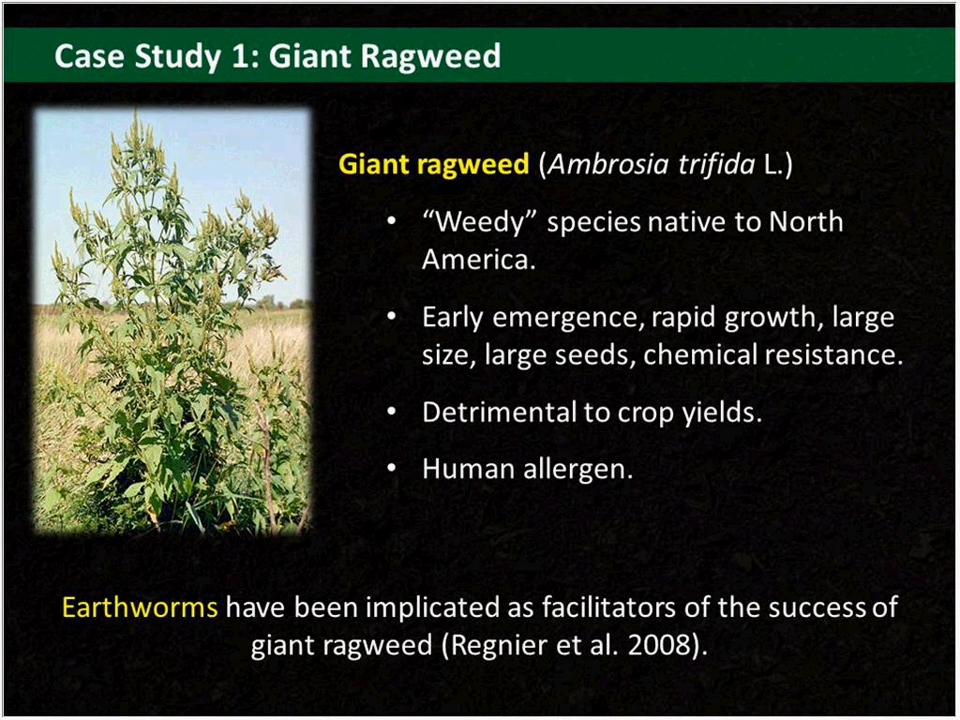 Case Study 1: Giant Ragweed
Giant ragweed (Ambrosia trifida L.)
• “Weedy” species native to North
America.
• Early emergence, rapid growth, large
size, large seeds, chemical resistance.
• Detrimental to crop yields.
• Human allergen.
Earthworms have been implicated as facilitators of the success of
giant ragweed (Regnier et al. 2008).